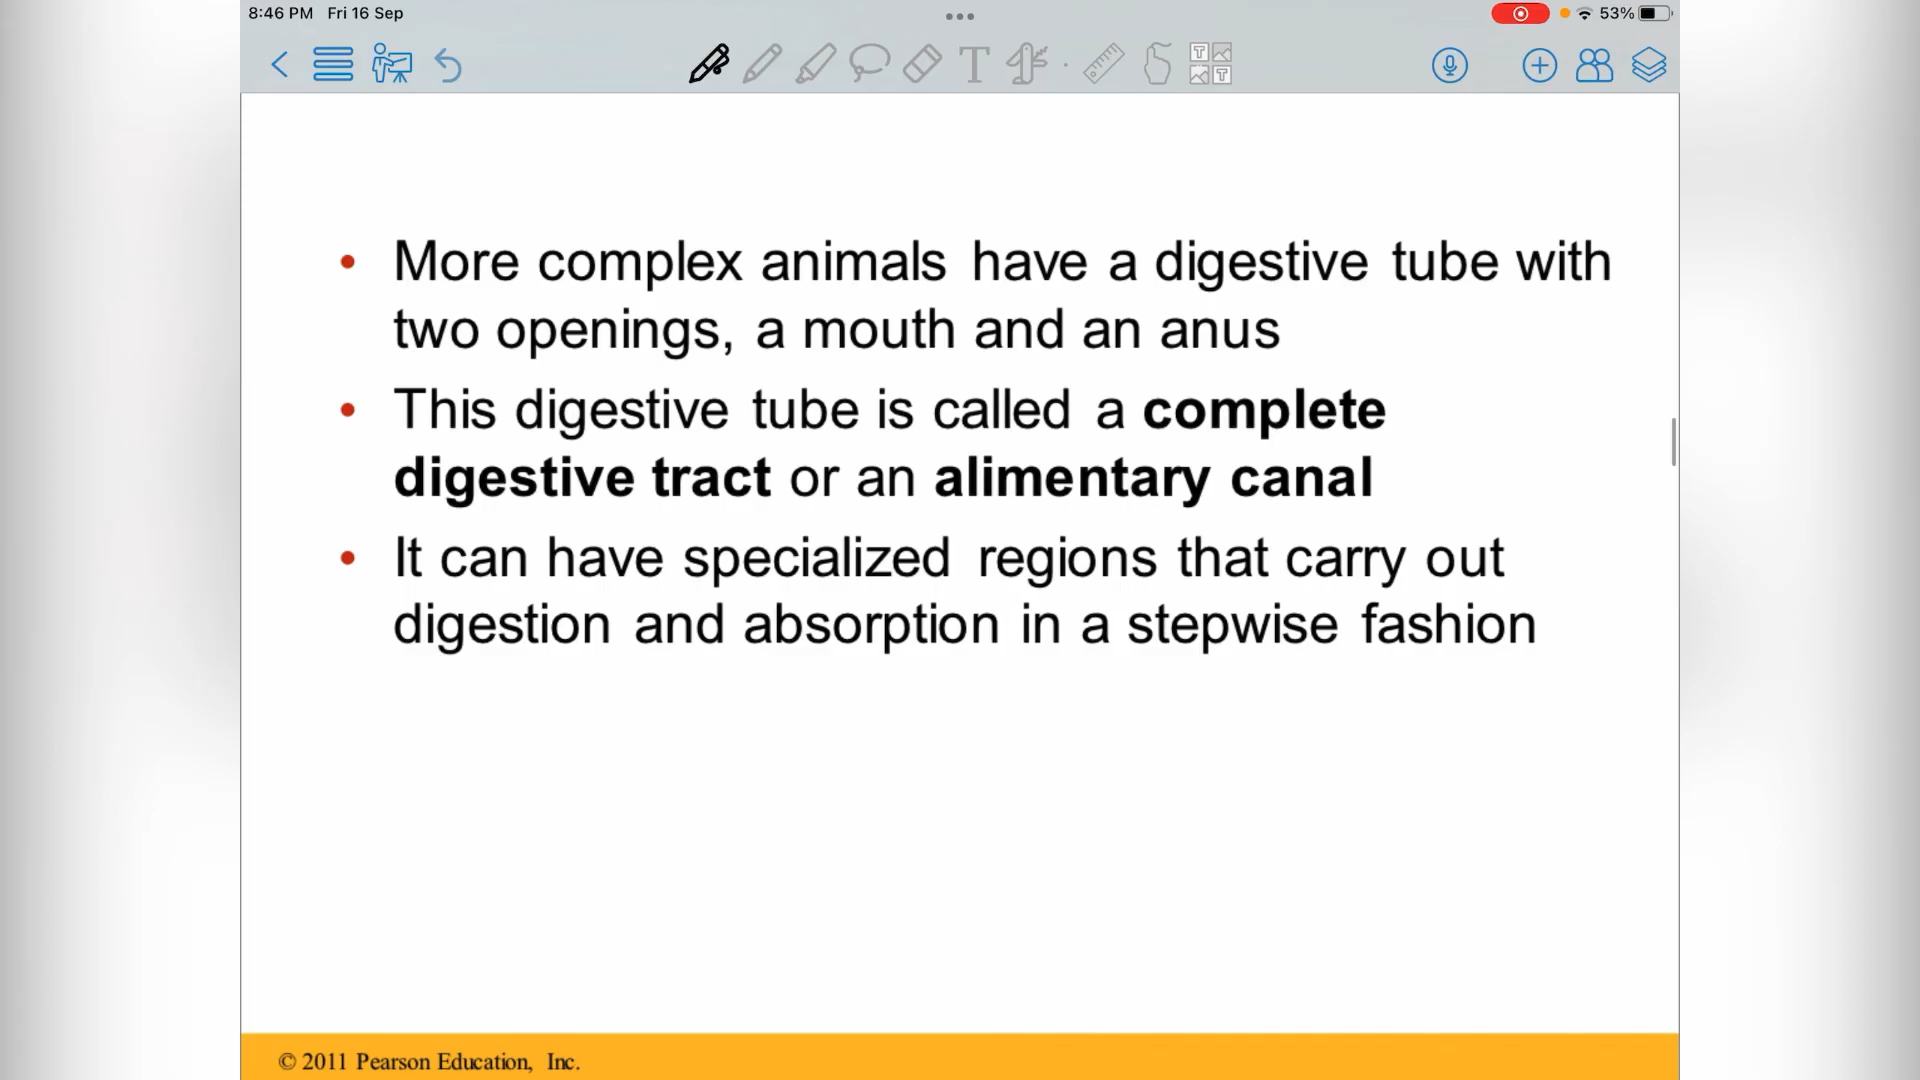 8:46 PM Fri 16 Sep
53%
• More complex animals have a digestive tube with
two openings, a mouth and an anus
• This digestive tube is called a complete
digestive tract or an alimentary canal
• It can have specialized regions that carry out
digestion and absorption in a stepwise fashion
© 2011 Pearson Education, Inc.